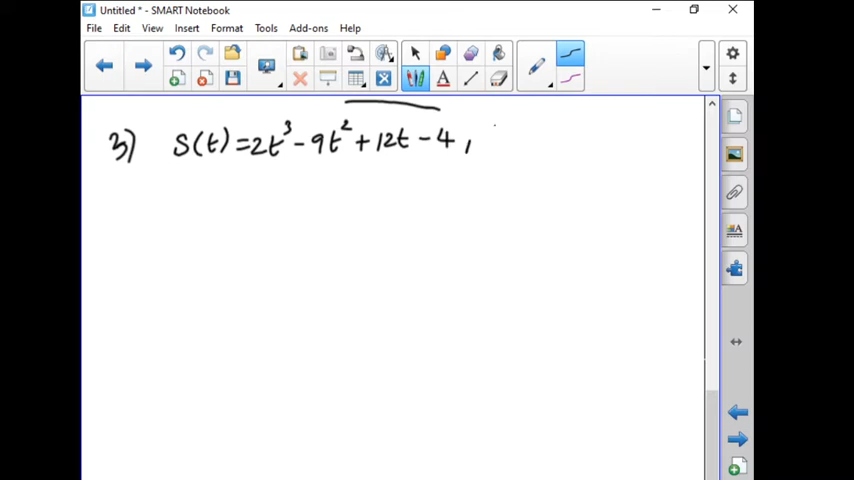 Untitled * - SMART Notebook
File Edit View Insert Format Tools Add-ons Help
3) S(t) = 2t³ - 9t² + 12t - 4 ,